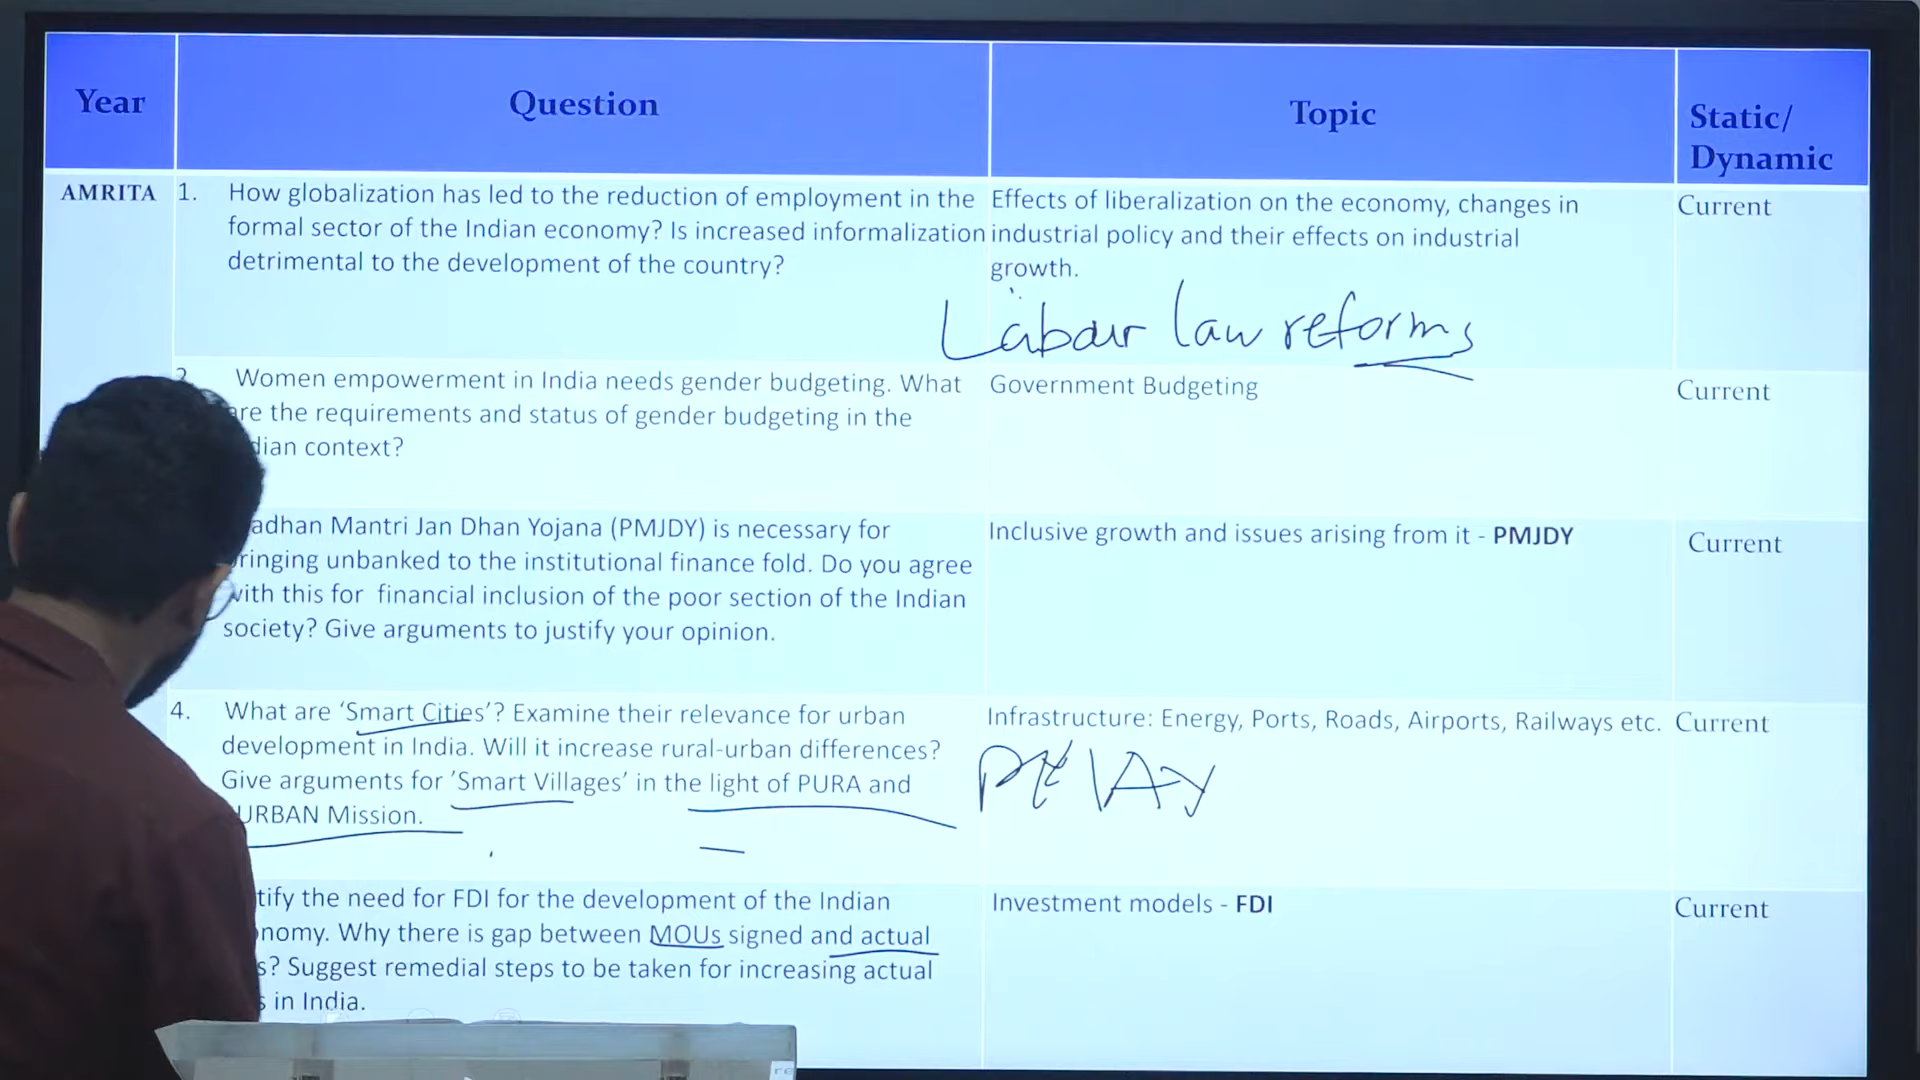 Year
Question
Topic
Static/
Dynamic
AMRITA
1. How globalization has led to the reduction of employment in the
formal sector of the Indian economy? Is increased informalization
detrimental to the development of the country?
Effects of liberalization on the economy, changes in
industrial policy and their effects on industrial
growth.
Current
Labour law reforms
Women empowerment in India needs gender budgeting. What
are the requirements and status of gender budgeting in the
dian context?
Government Budgeting
Current
adhan Mantri Jan Dhan Yojana (PMJDY) is necessary for
ringing unbanked to the institutional finance fold. Do you agree
with this for financial inclusion of the poor section of the Indian
society? Give arguments to justify your opinion.
Inclusive growth and issues arising from it - PMJDY
Current
4. What are ‘Smart Cities’? Examine their relevance for urban
development in India. Will it increase rural-urban differences?
Give arguments for ’Smart Villages’ in the light of PURA and
URBAN Mission.
Infrastructure: Energy, Ports, Roads, Airports, Railways etc.
Current
tify the need for FDI for the development of the Indian
nomy. Why there is gap between MOUs signed and actual
s? Suggest remedial steps to be taken for increasing actual
s in India.
Investment models - FDI
Current